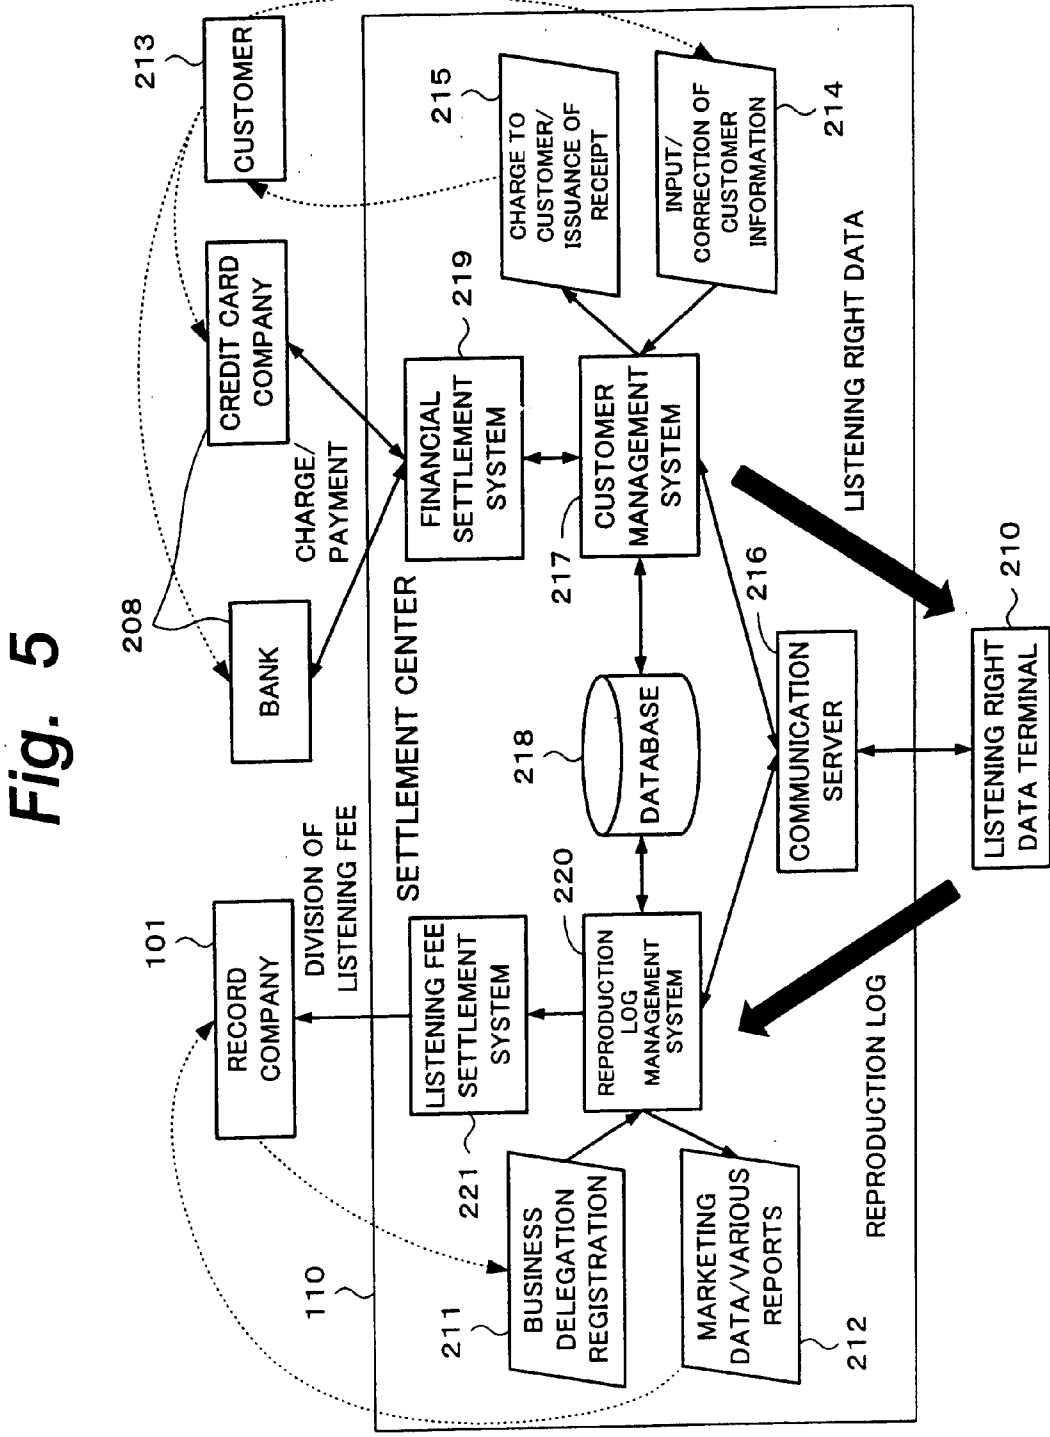 Fig. 5
101
RECORD
COMPANY
DIVISION OF
LISTENING FEE
208
BANK
CREDIT CARD
COMPANY
CHARGE/
PAYMENT
213
CUSTOMER
110
SETTLEMENT CENTER
221
LISTENING FEE
SETTLEMENT
SYSTEM
FINANCIAL
SETTLEMENT
SYSTEM
219
215
CHARGE TO
CUSTOMER/
ISSUANCE OF
RECEIPT
211
BUSINESS
DELEGATION
REGISTRATION
220
REPRODUCTION
LOG
MANAGEMENT
SYSTEM
218
DATABASE
217
CUSTOMER
MANAGEMENT
SYSTEM
INPUT/
CORRECTION OF
CUSTOMER
INFORMATION
214
MARKETING
DATA/VARIOUS
REPORTS
212
216
COMMUNICATION
SERVER
REPRODUCTION LOG
LISTENING RIGHT DATA
210
LISTENING RIGHT
DATA TERMINAL